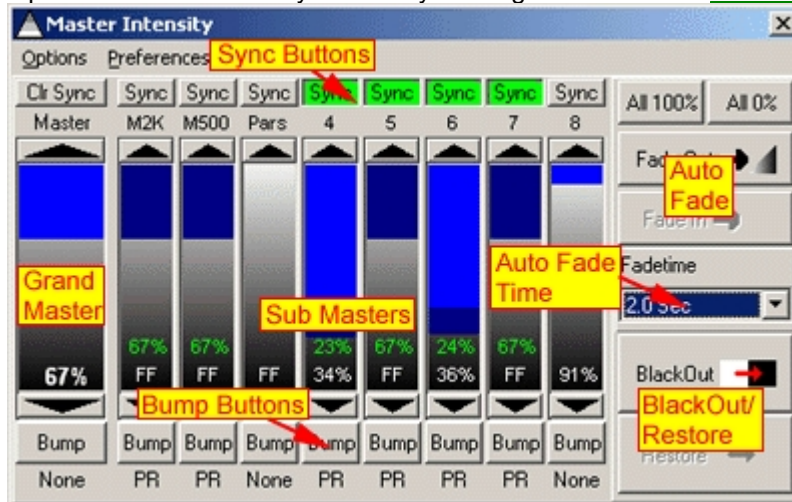 Master Intensity
Options Preferences
Sync Buttons
Clr Sync Sync Sync Sync Sync Sync Sync Sync Sync
Master M2K M500 Pars 4 5 6 7 8
All 100% All 0%
Auto Fade
Fade In
Grand Master
Sub Masters
Auto Fade Time
Fadetime
2.0 Sec
67% 67% 23% 67% 24% 67%
67% FF FF FF 34% FF 36% FF 91%
Bump Buttons
BlackOut
BlackOut/ Restore
Restore
Bump Bump Bump Bump Bump Bump Bump Bump Bump
None PR PR None PR PR PR PR None